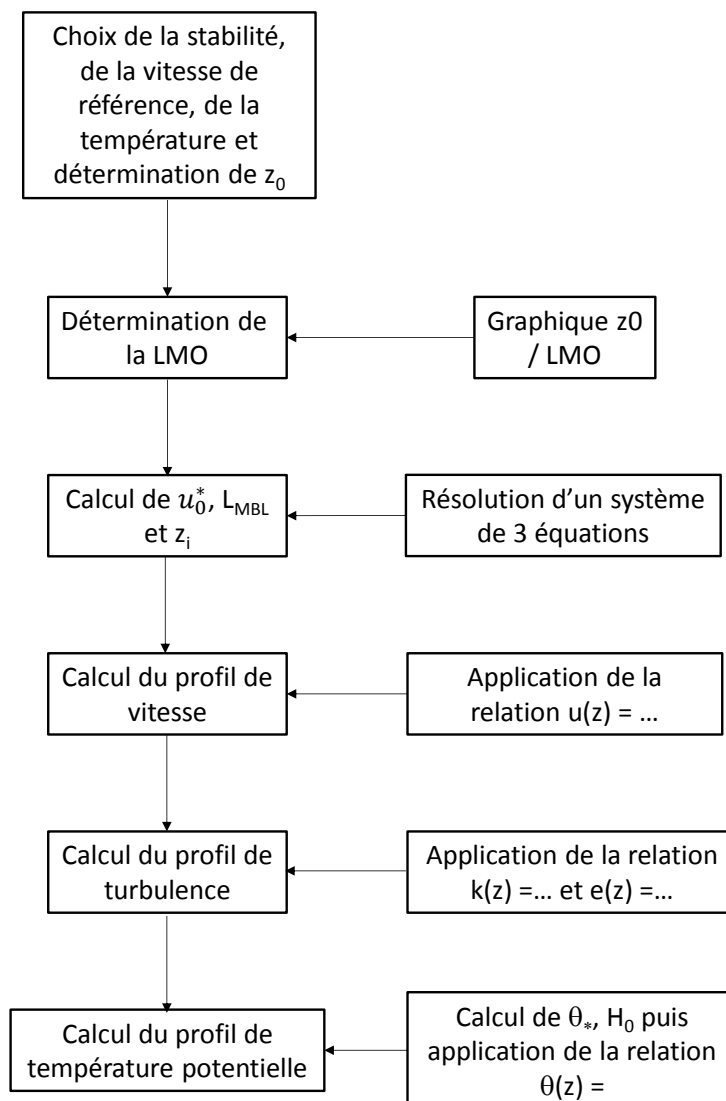 Choix de la stabilité,
de la vitesse de
référence, de la
température et
détermination de z₀
Détermination de
la LMO
Graphique z0
/ LMO
Calcul de u₀*, L_MBL
et zᵢ
Résolution d'un système
de 3 équations
Calcul du profil de
vitesse
Application de la
relation u(z) = ...
Calcul du profil de
turbulence
Application de la relation
k(z) =... et e(z) =...
Calcul du profil de
température potentielle
Calcul de θ*, H₀ puis
application de la relation
θ(z) =